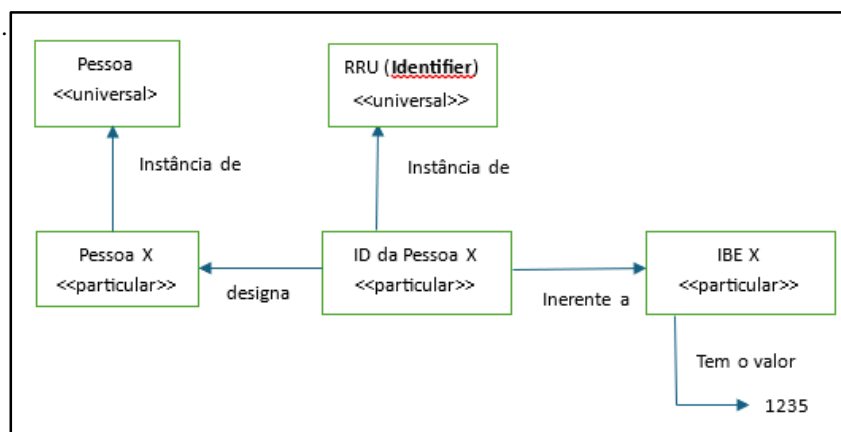 .
Pessoa
<<universal>
RRU (Identifier)
<<universal>>
Instância de
Instância de
Pessoa X
<<particular>>
designa
ID da Pessoa X
<<particular>>
Inerente a
IBE X
<<particular>>
Tem o valor
1235